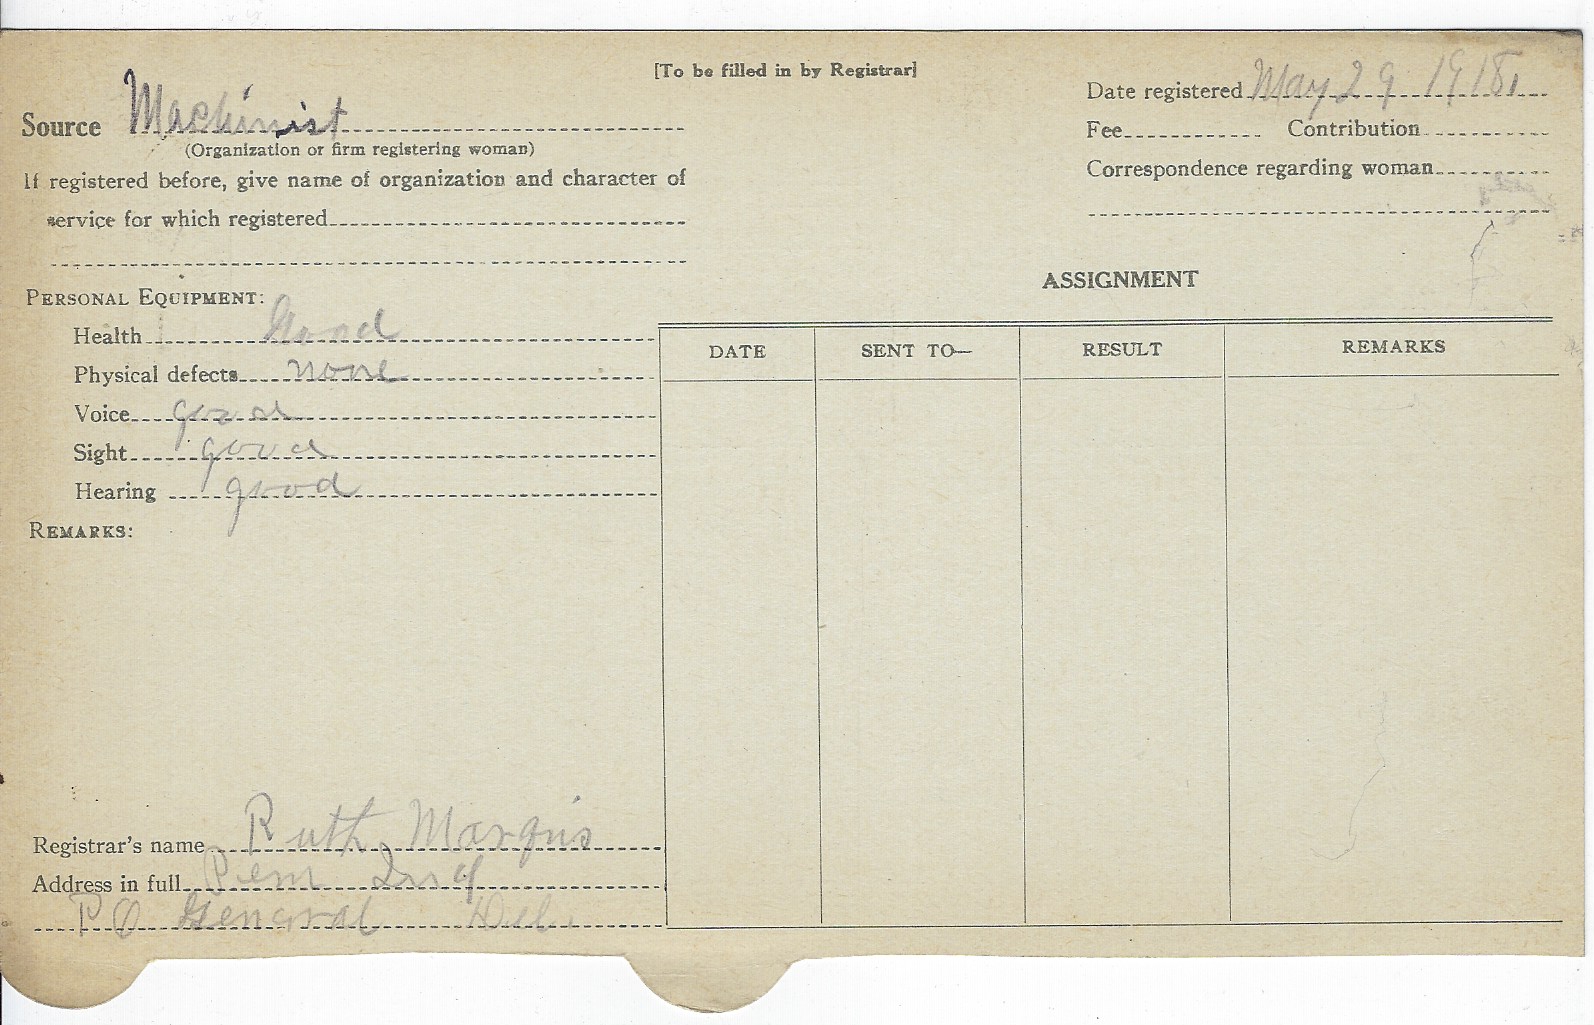 [To be filled in by Registrar]
Source Machinist
(Organization or firm registering woman)
If registered before, give name of organization and character of
service for which registered
Date registered May 29 1918
Fee Contribution
Correspondence regarding woman
PERSONAL EQUIPMENT:
Health Good
Physical defects none
Voice good
Sight good
Hearing good
REMARKS:
ASSIGNMENT
DATE SENT TO— RESULT REMARKS
Registrar's name Ruth Marquis
Address in full Peru Ind
P O General Del.